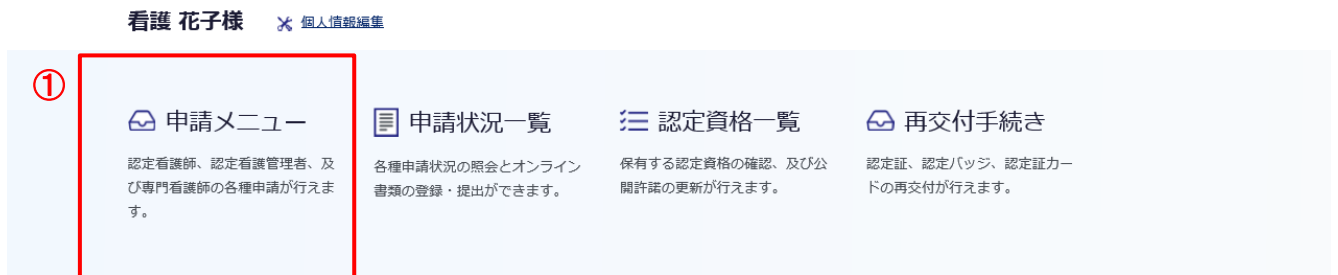 看護 花子様 個人情報編集
①
申請メニュー
認定看護師、認定看護管理者、及
び専門看護師の各種申請が行えま
す。
申請状況一覧
各種申請状況の照会とオンライン
書類の登録・提出ができます。
認定資格一覧
保有する認定資格の確認、及び公
開許諾の更新が行えます。
再交付手続き
認定証、認定バッジ、認定証カー
ドの再交付が行えます。